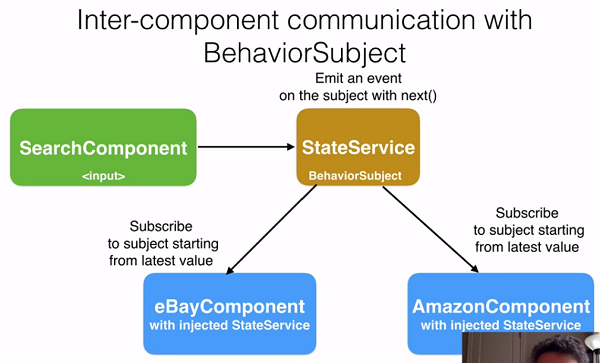 Inter-component communication with
BehaviorSubject
Emit an event
on the subject with next()
SearchComponent
<input>
StateService
BehaviorSubject
Subscribe
to subject starting
from latest value
Subscribe
to subject starting
from latest value
eBayComponent
with injected StateService
AmazonComponent
with injected StateService